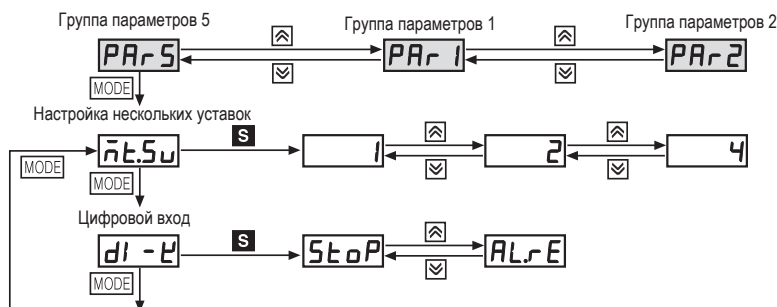 Группа параметров 5 Группа параметров 1 Группа параметров 2
PAr5 PAr1 PAr2
MODE
Настройка нескольких уставок
MODE n̄t.Su S 1 2 4
MODE
Цифровой вход
dI -K S StoP AL.rE
MODE